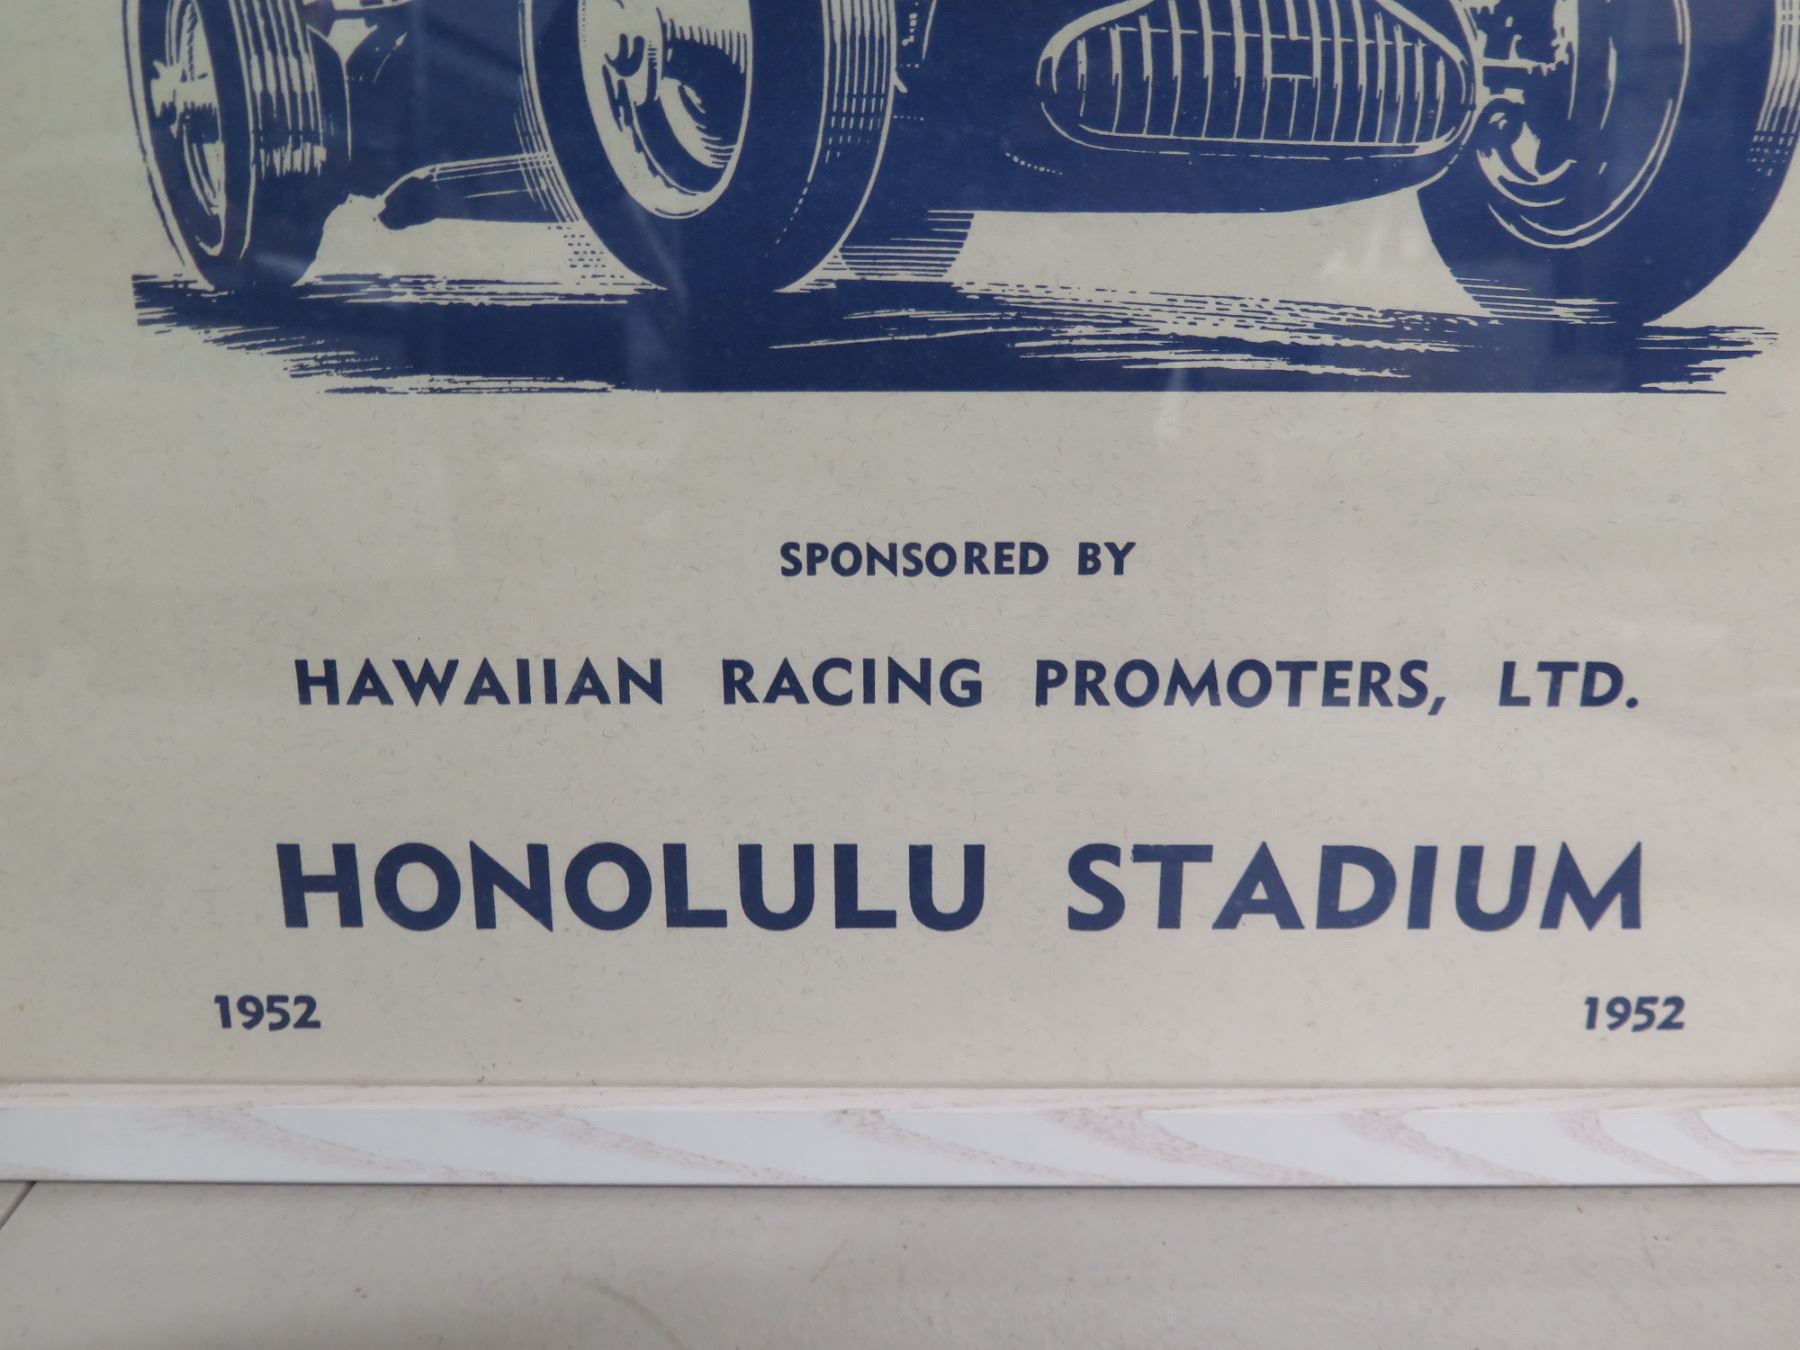 SPONSORED BY
HAWAIIAN RACING PROMOTERS, LTD.
HONOLULU STADIUM
1952 1952